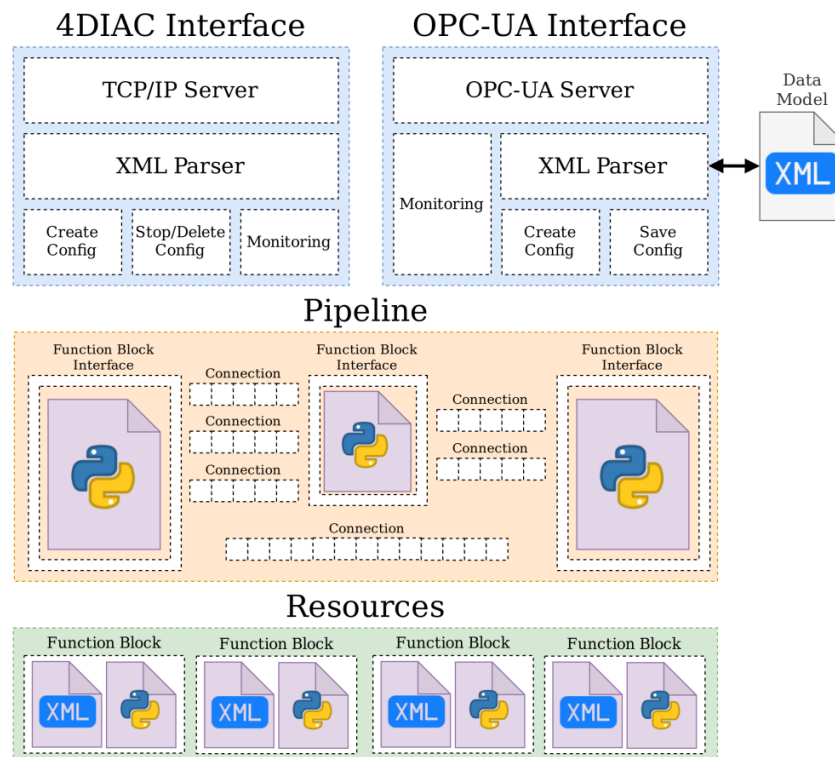 4DIAC Interface
OPC-UA Interface
TCP/IP Server
OPC-UA Server
Data
Model
XML
XML Parser
XML Parser
Monitoring
Create
Config
Stop/Delete
Config
Monitoring
Create
Config
Save
Config
Pipeline
Function Block
Interface
Function Block
Interface
Function Block
Interface
Connection
Connection
Connection
Connection
Connection
Connection
Resources
Function Block
Function Block
Function Block
Function Block
XML
XML
XML
XML